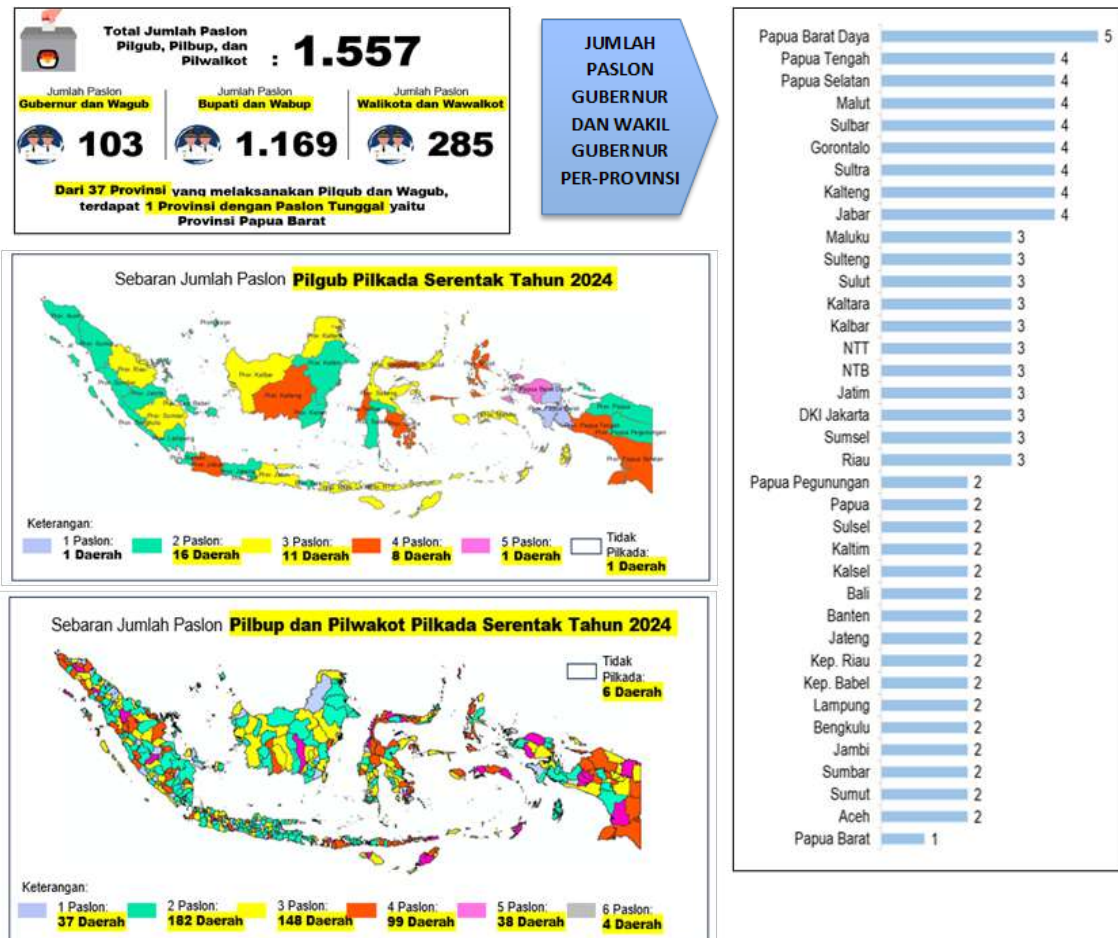 Total Jumlah Paslon
Pilgub, Pilbup, dan
Pilwalkot
: 1.557
Jumlah Paslon
Gubernur dan Wagub
103
Jumlah Paslon
Bupati dan Wabup
1.169
Jumlah Paslon
Walikota dan Wawalkot
285
Dari 37 Provinsi yang melaksanakan Pilgub dan Wagub,
terdapat 1 Provinsi dengan Paslon Tunggal yaitu
Provinsi Papua Barat
JUMLAH
PASLON
GUBERNUR
DAN WAKIL
GUBERNUR
PER-PROVINSI
Sebaran Jumlah Paslon Pilgub Pilkada Serentak Tahun 2024
Keterangan:
1 Paslon:
1 Daerah
2 Paslon:
16 Daerah
3 Paslon:
11 Daerah
4 Paslon:
8 Daerah
5 Paslon:
1 Daerah
Tidak
Pilkada:
1 Daerah
Sebaran Jumlah Paslon Pilbup dan Pilwakot Pilkada Serentak Tahun 2024
Tidak
Pilkada:
6 Daerah
Keterangan:
1 Paslon:
37 Daerah
2 Paslon:
182 Daerah
3 Paslon:
148 Daerah
4 Paslon:
99 Daerah
5 Paslon:
38 Daerah
6 Paslon:
4 Daerah
Papua Barat Daya 5
Papua Tengah 4
Papua Selatan 4
Malut 4
Sulbar 4
Gorontalo 4
Sultra 4
Kalteng 4
Jabar 4
Maluku 3
Sulteng 3
Sulut 3
Kaltara 3
Kalbar 3
NTT 3
NTB 3
Jatim 3
DKI Jakarta 3
Sumsel 3
Riau 3
Papua Pegunungan 2
Papua 2
Sulsel 2
Kaltim 2
Kalsel 2
Bali 2
Banten 2
Jateng 2
Kep. Riau 2
Kep. Babel 2
Lampung 2
Bengkulu 2
Jambi 2
Sumbar 2
Sumut 2
Aceh 2
Papua Barat 1